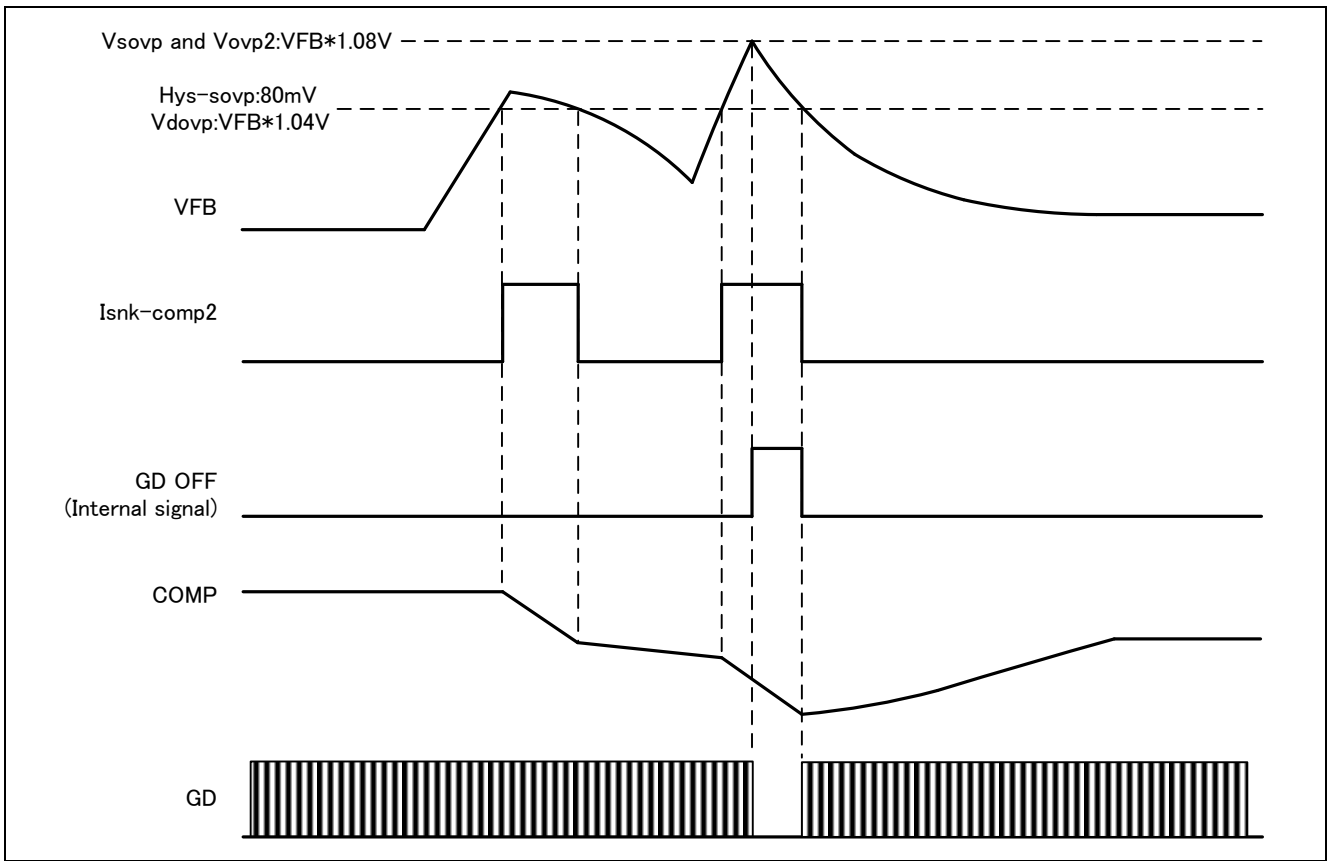 Vsovp and Vovp2:VFB*1.08V
Hys-sovp:80mV
Vdovp:VFB*1.04V
VFB
Isnk-comp2
GD OFF
(Internal signal)
COMP
GD